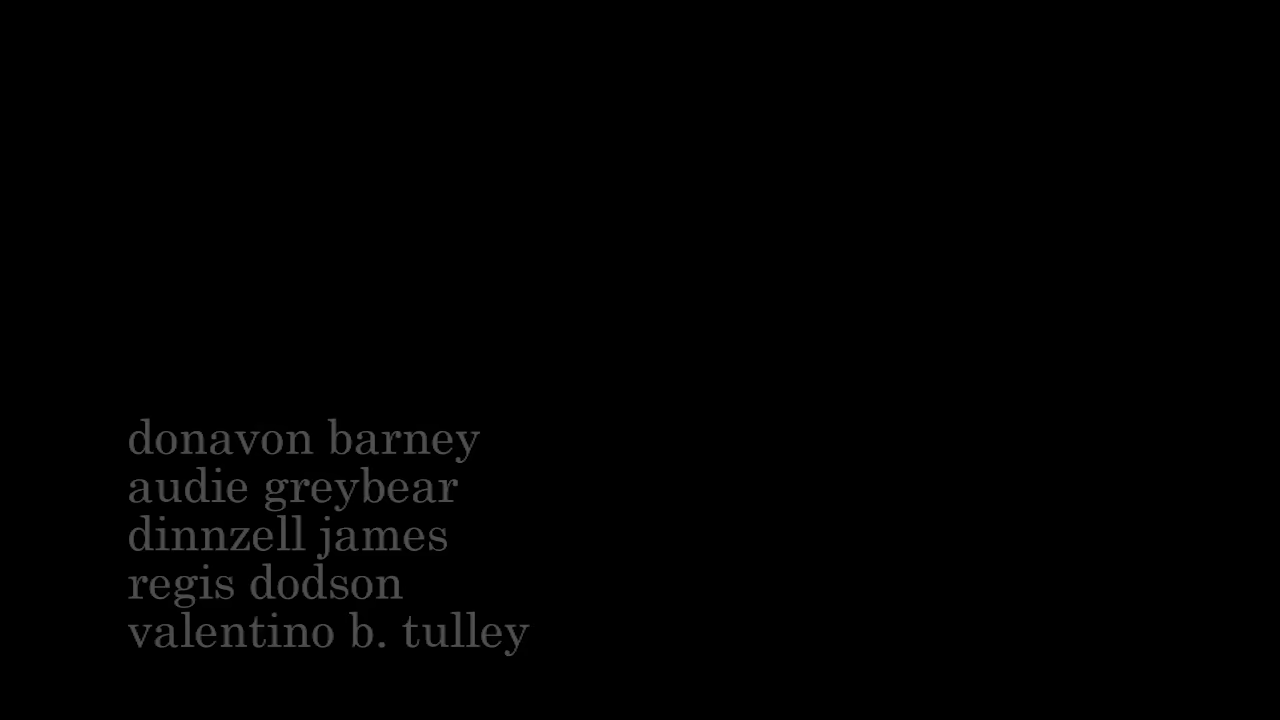 donavon barney
audie greybear
dinnzell james
regis dodson
valentino b. tulley